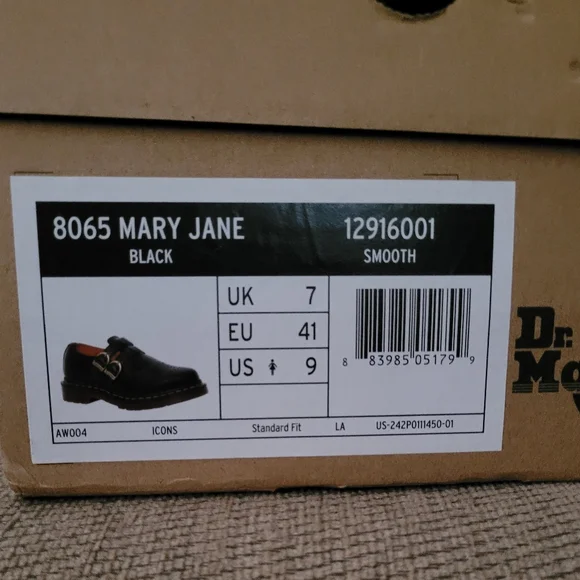 8065 MARY JANE 12916001
BLACK SMOOTH
UK 7
EU 41
US 9
8 83985 05179 9
Dr.
AW004 ICONS Standard Fit LA US-242P0111450-01